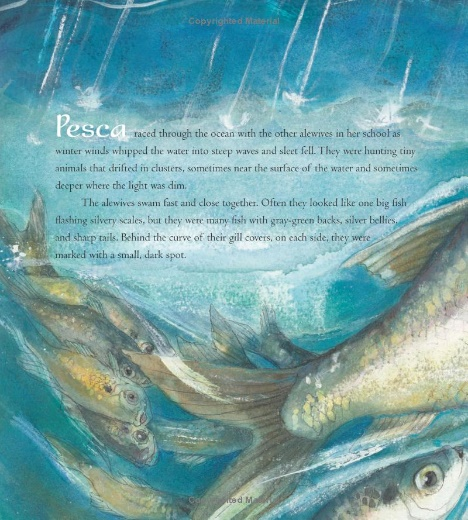 Copyrighted Material
Pesca raced through the ocean with the other alewives in her school as
winter winds whipped the water into steep waves and sleet fell. They were hunting tiny
animals that drifted in clusters, sometimes near the surface of the water and sometimes
deeper where the light was dim.
The alewives swam fast and close together. Often they looked like one big fish
flashing silvery scales, but they were many fish with gray-green backs, silver bellies,
and sharp tails. Behind the curve of their gill covers, on each side, they were
marked with a small, dark spot.
Copyrighted Material